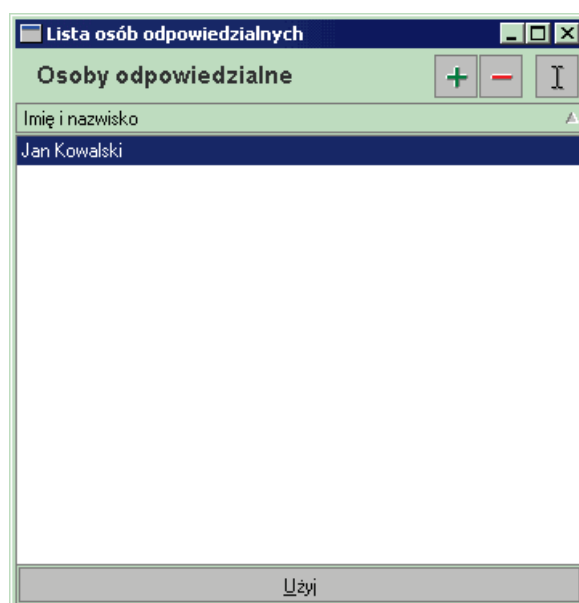 Lista osób odpowiedzialnych
Osoby odpowiedzialne
Imię i nazwisko
Jan Kowalski
Użyj